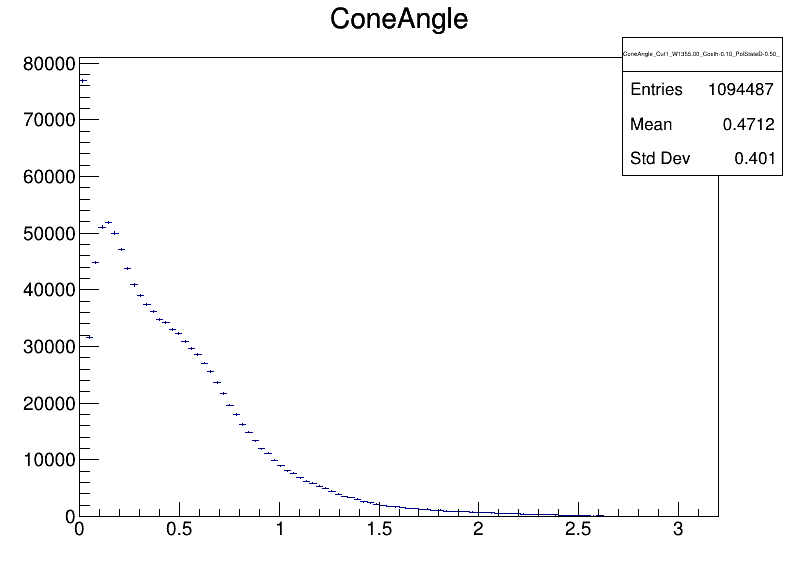 ConeAngle
ConeAngle_Cut1_W1355.00_Costh-0.10_PolStateD-0.50_
Entries 1094487
Mean 0.4712
Std Dev 0.401
80000
70000
60000
50000
40000
30000
20000
10000
0
0 0.5 1 1.5 2 2.5 3